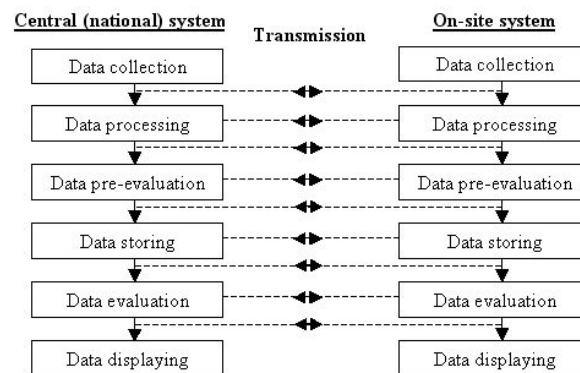 Central (national) system
Transmission
On-site system
Data collection
Data collection
Data processing
Data processing
Data pre-evaluation
Data pre-evaluation
Data storing
Data storing
Data evaluation
Data evaluation
Data displaying
Data displaying